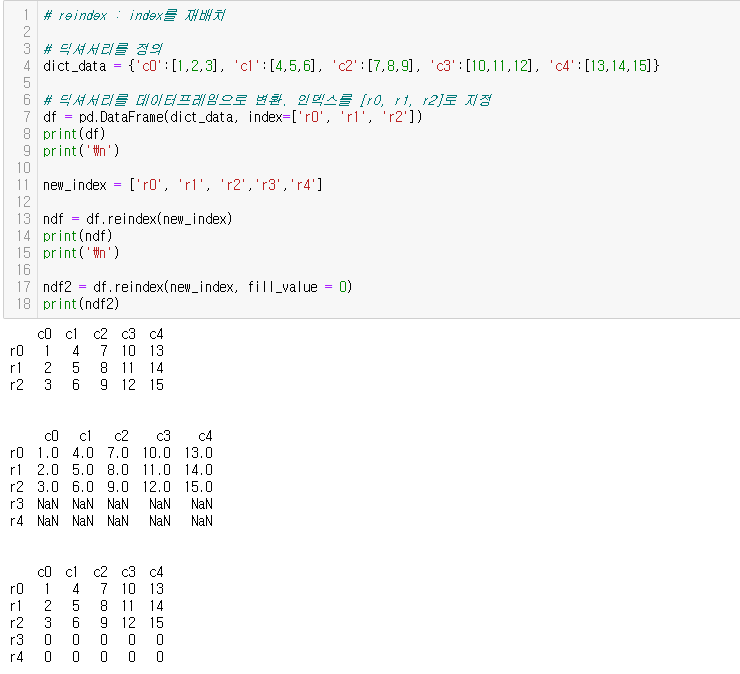 1 # reindex : index를 재배치
2
3 # 딕셔서리를 정의
4 dict_data = {'c0':[1,2,3], 'c1':[4,5,6], 'c2':[7,8,9], 'c3':[10,11,12], 'c4':[13,14,15]}
5
6 # 딕셔서리를 데이터프레임으로 변환. 인덱스를 [r0, r1, r2]로 지정
7 df = pd.DataFrame(dict_data, index=['r0', 'r1', 'r2'])
8 print(df)
9 print('₩n')
10
11 new_index = ['r0', 'r1', 'r2','r3','r4']
12
13 ndf = df.reindex(new_index)
14 print(ndf)
15 print('₩n')
16
17 ndf2 = df.reindex(new_index, fill_value = 0)
18 print(ndf2)
c0 c1 c2 c3 c4
r0 1 4 7 10 13
r1 2 5 8 11 14
r2 3 6 9 12 15
c0 c1 c2 c3 c4
r0 1.0 4.0 7.0 10.0 13.0
r1 2.0 5.0 8.0 11.0 14.0
r2 3.0 6.0 9.0 12.0 15.0
r3 NaN NaN NaN NaN NaN
r4 NaN NaN NaN NaN NaN
c0 c1 c2 c3 c4
r0 1 4 7 10 13
r1 2 5 8 11 14
r2 3 6 9 12 15
r3 0 0 0 0 0
r4 0 0 0 0 0